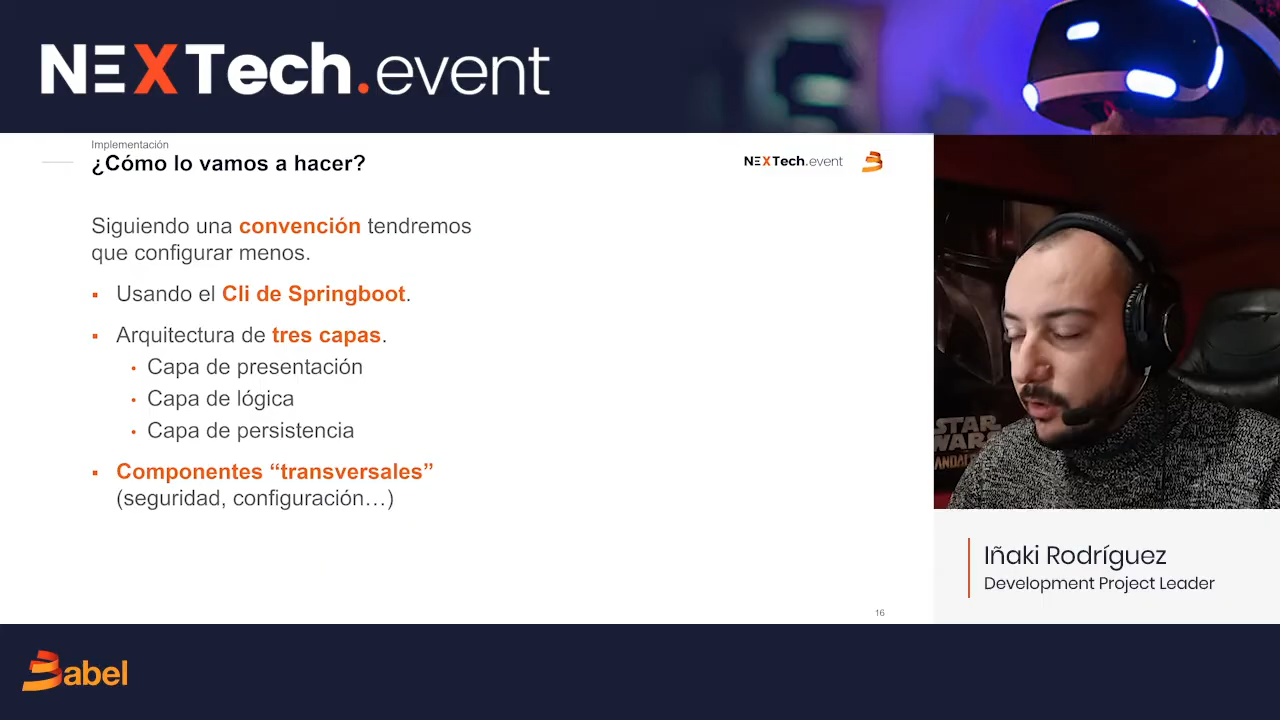 NEXTech.event
Implementación
¿Cómo lo vamos a hacer?
NEXTech.event
Siguiendo una convención tendremos
que configurar menos.
▪ Usando el Cli de Springboot.
▪ Arquitectura de tres capas.
• Capa de presentación
• Capa de lógica
• Capa de persistencia
▪ Componentes “transversales”
(seguridad, configuración…)
16
STAR
WARS
Iñaki Rodríguez
Development Project Leader
Babel